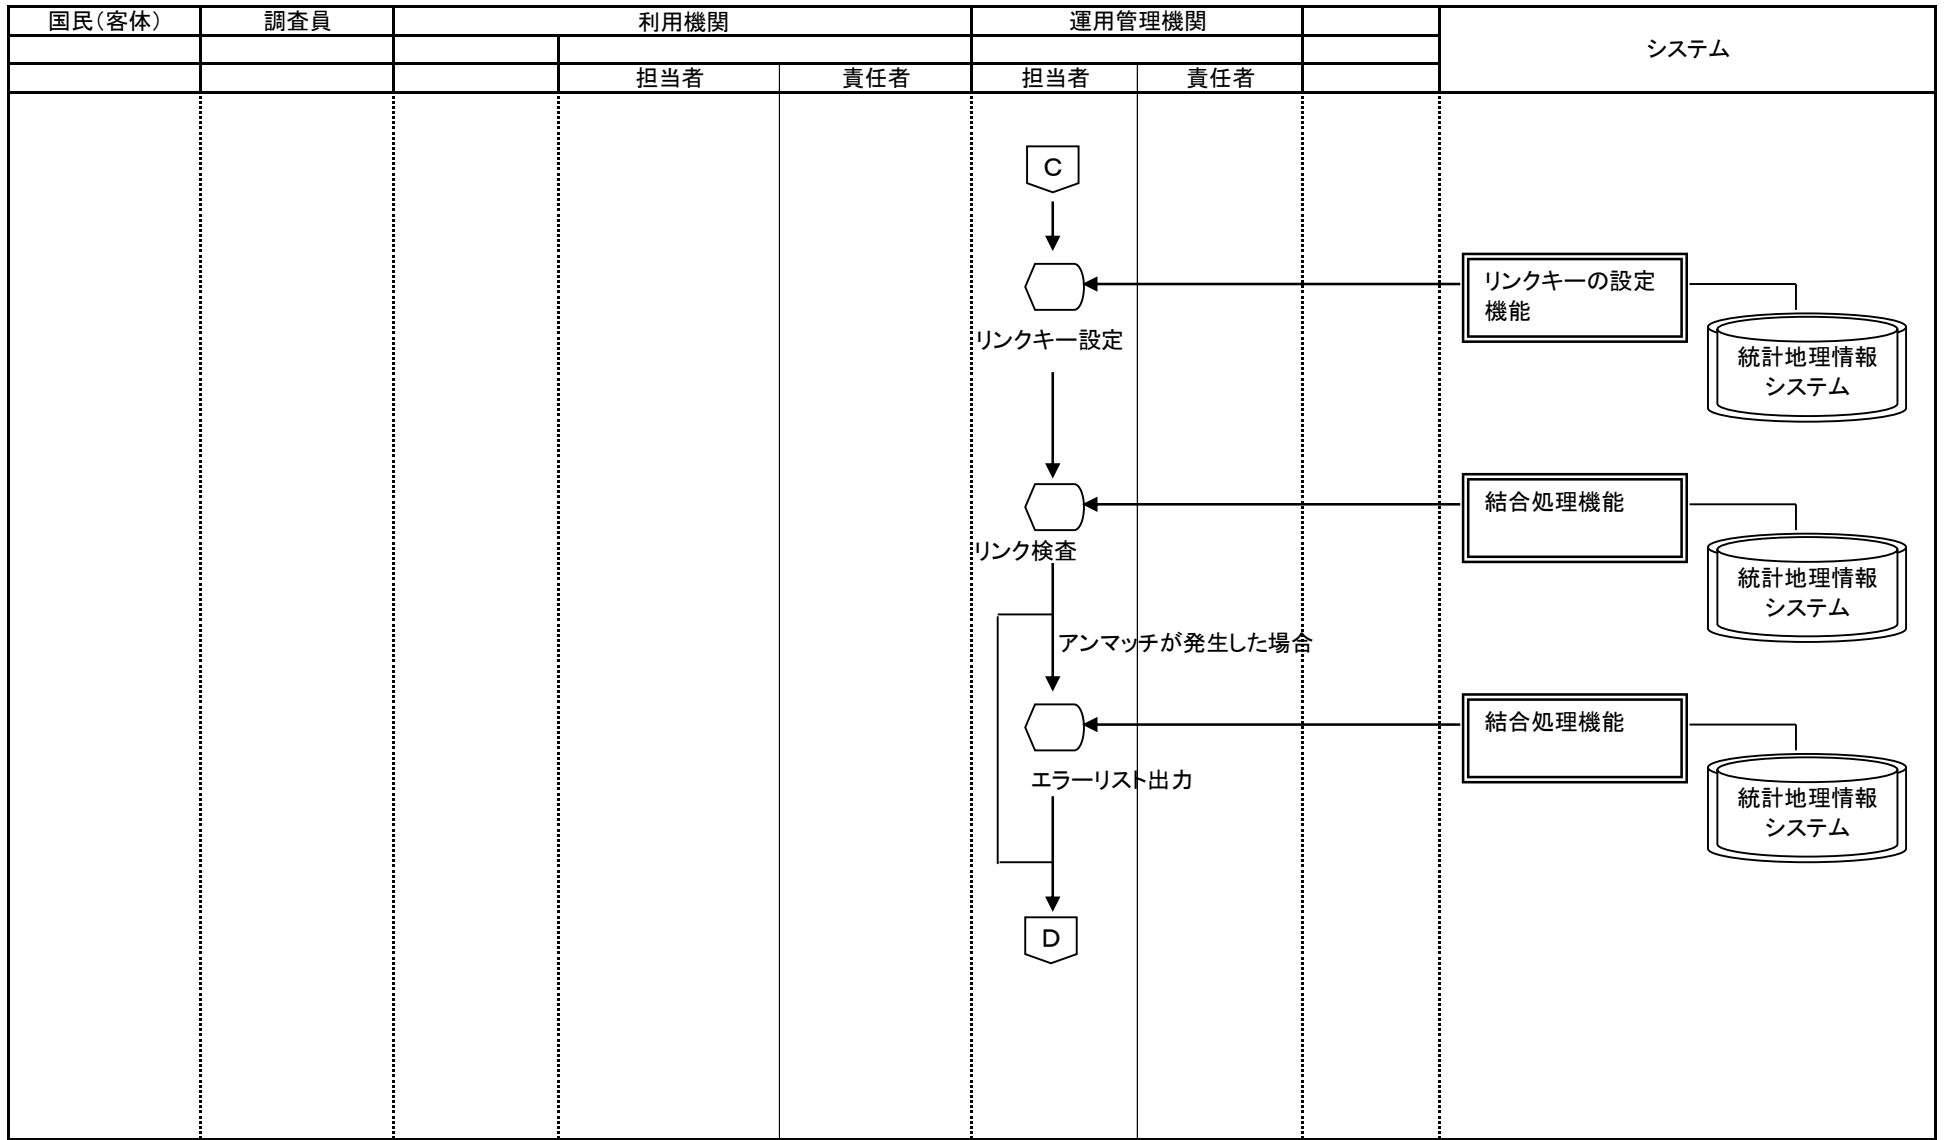 国民(客体)
調査員
利用機関
運用管理機関
システム
担当者
責任者
担当者
責任者
C
リンクキーの設定
機能
リンクキー設定
統計地理情報
システム
結合処理機能
リンク検査
統計地理情報
システム
アンマッチが発生した場合
結合処理機能
エラーリスト出力
統計地理情報
システム
D